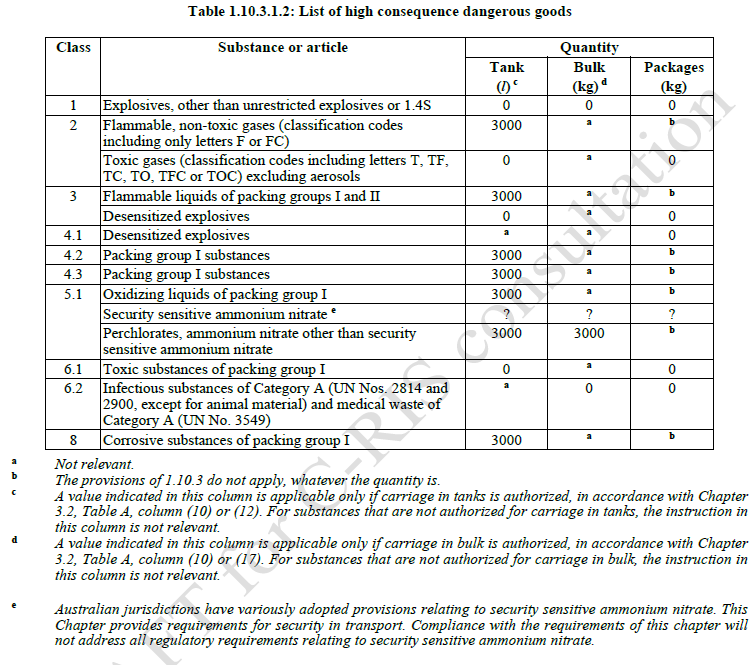 Table 1.10.3.1.2: List of high consequence dangerous goods
Class Substance or article Quantity
Tank Bulk Packages
(l) c (kg) d (kg)
1 Explosives, other than unrestricted explosives or 1.4S 0 0 0
2 Flammable, non-toxic gases (classification codes 3000 a b
including only letters F or FC)
Toxic gases (classification codes including letters T, TF, 0 a 0
TC, TO, TFC or TOC) excluding aerosols
3 Flammable liquids of packing groups I and II 3000 a b
Desensitized explosives 0 a 0
4.1 Desensitized explosives a a 0
4.2 Packing group I substances 3000 a b
4.3 Packing group I substances 3000 a b
5.1 Oxidizing liquids of packing group I 3000 a b
Security sensitive ammonium nitrate e ? ? ?
Perchlorates, ammonium nitrate other than security 3000 3000 b
sensitive ammonium nitrate
6.1 Toxic substances of packing group I 0 a 0
6.2 Infectious substances of Category A (UN Nos. 2814 and a 0 0
2900, except for animal material) and medical waste of
Category A (UN No. 3549)
8 Corrosive substances of packing group I 3000 a b
a Not relevant.
b The provisions of 1.10.3 do not apply, whatever the quantity is.
c A value indicated in this column is applicable only if carriage in tanks is authorized, in accordance with Chapter
3.2, Table A, column (10) or (12). For substances that are not authorized for carriage in tanks, the instruction in
this column is not relevant.
d A value indicated in this column is applicable only if carriage in bulk is authorized, in accordance with Chapter
3.2, Table A, column (10) or (17). For substances that are not authorized for carriage in bulk, the instruction in
this column is not relevant.
e Australian jurisdictions have variously adopted provisions relating to security sensitive ammonium nitrate. This
Chapter provides requirements for security in transport. Compliance with the requirements of this chapter will
not address all regulatory requirements relating to security sensitive ammonium nitrate.
AFT for C-RIS consultation